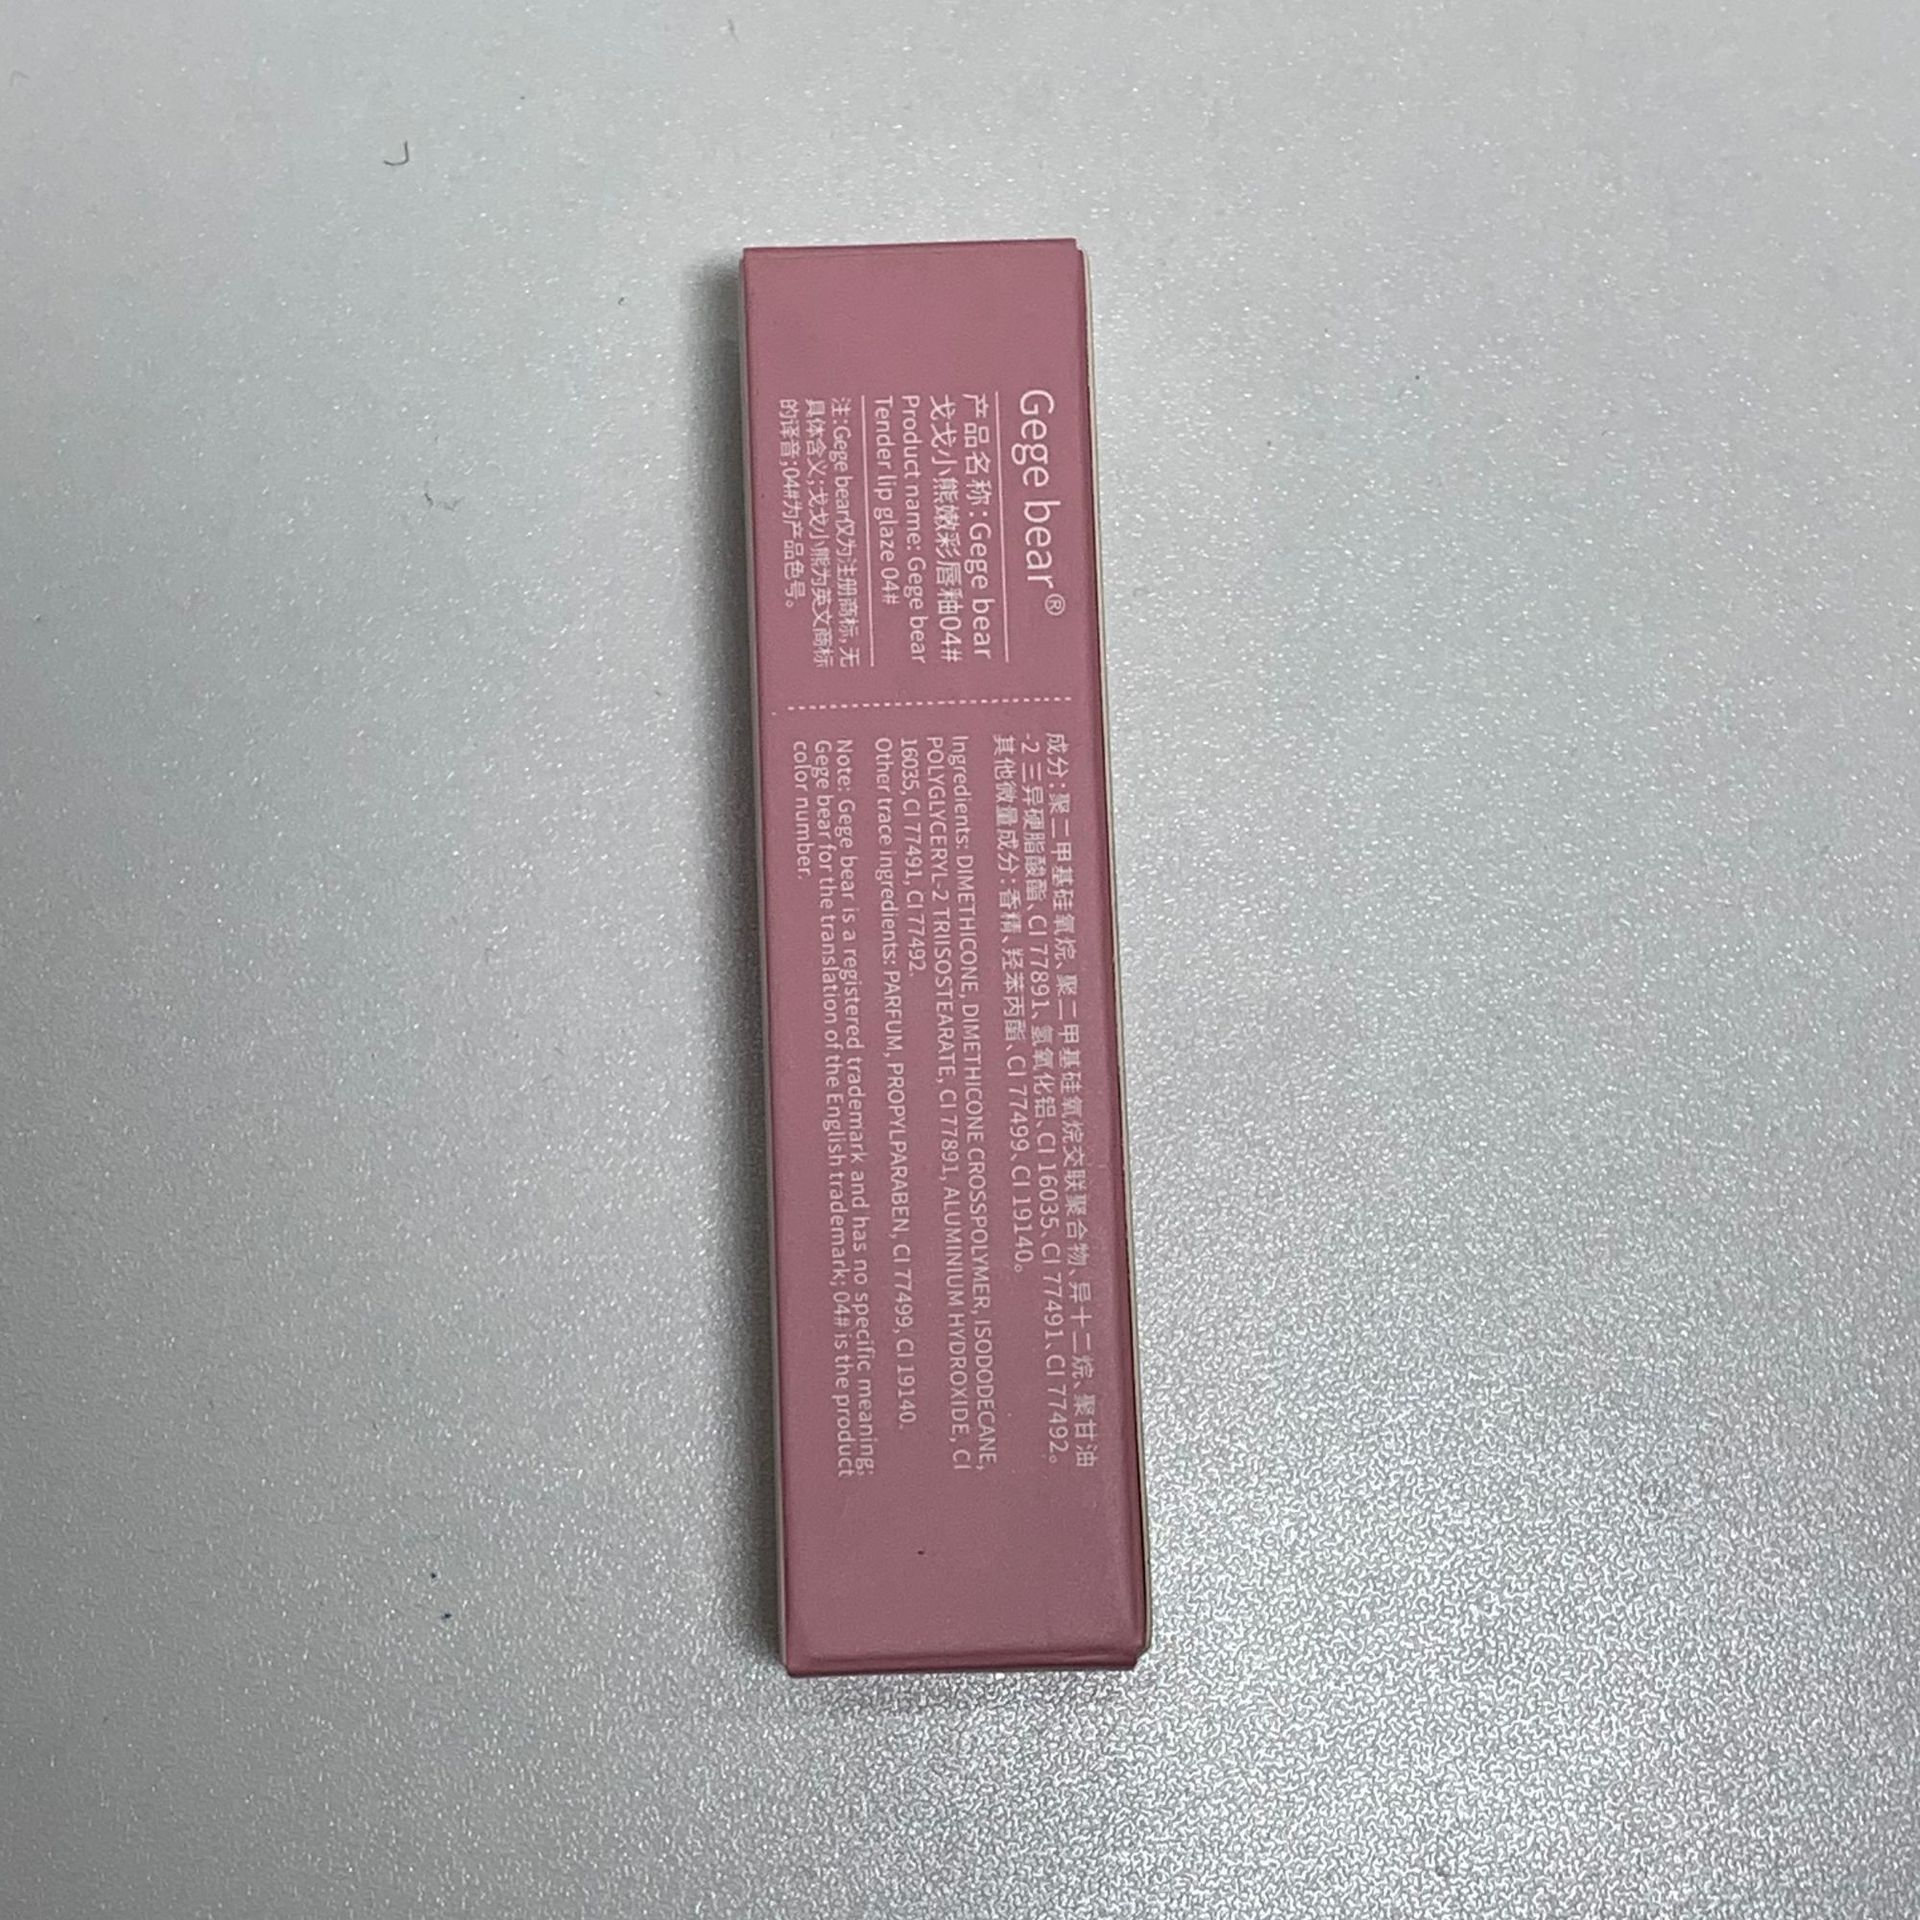 Gege bear®
产品名称:Gege bear
戈戈小熊嫩彩唇釉04#
Product name: Gege bear
Tender lip glaze 04#
注:Gege bear仅为注册商标,无
具体含义;戈戈小熊为英文商标
的译音;04#为产品色号。
成分:聚二甲基硅氧烷、聚二甲基硅氧烷交联聚合物、异十二烷、聚甘油
-2 三异硬脂酸酯、CI 77891、氢氧化铝、CI 16035、CI 77491、CI 77492。
其他微量成分:香精、羟苯丙酯、CI 77499、CI 19140。
Ingredients: DIMETHICONE, DIMETHICONE CROSSPOLYMER, ISODODECANE,
POLYGLYCERYL-2 TRIISOSTEARATE, CI 77891, ALUMINIUM HYDROXIDE, CI
16035, CI 77491, CI 77492.
Other trace ingredients: PARFUM, PROPYLPARABEN, CI 77499, CI 19140.
Note: Gege bear is a registered trademark and has no specific meaning;
Gege bear for the translation of the English trademark; 04# is the product
color number.